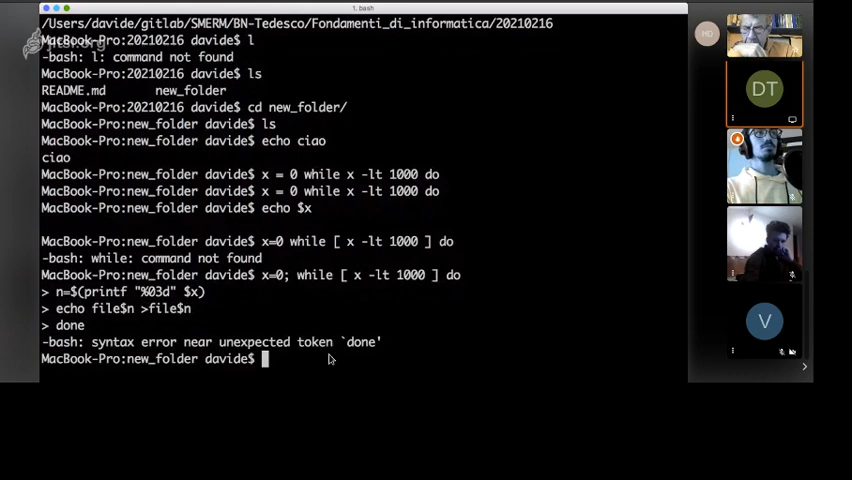 1. bash
/Users/davide/gitlab/SMERM/BN-Tedesco/Fondamenti_di_informatica/20210216
MacBook-Pro:20210216 davide$ l
jitsi.org
-bash: l: command not found
MacBook-Pro:20210216 davide$ ls
README.md new_folder
MacBook-Pro:20210216 davide$ cd new_folder/
MacBook-Pro:new_folder davide$ ls
MacBook-Pro:new_folder davide$ echo ciao
ciao
MacBook-Pro:new_folder davide$ x = 0 while x -lt 1000 do
MacBook-Pro:new_folder davide$ x = 0 while x -lt 1000 do
MacBook-Pro:new_folder davide$ echo $x
MacBook-Pro:new_folder davide$ x=0 while [ x -lt 1000 ] do
-bash: while: command not found
MacBook-Pro:new_folder davide$ x=0; while [ x -lt 1000 ] do
> n=$(printf "%03d" $x)
> echo file$n >file$n
> done
-bash: syntax error near unexpected token `done'
MacBook-Pro:new_folder davide$
HD
DT
V